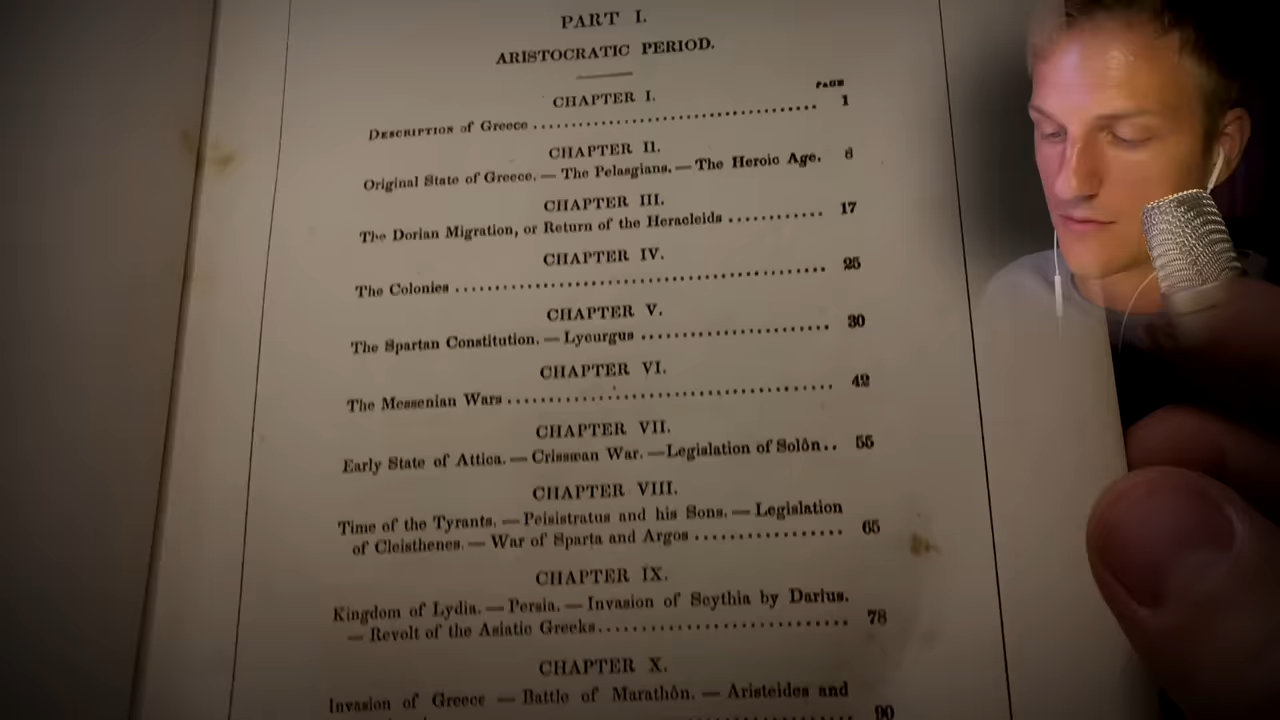 PART I.
ARISTOCRATIC PERIOD.
CHAPTER I.
PAGE
Description of Greece ........................................ 1
CHAPTER II.
Original State of Greece. — The Pelasgians. — The Heroic Age. 8
CHAPTER III.
The Dorian Migration, or Return of the Heracleids ............ 17
CHAPTER IV.
The Colonies ................................................. 25
CHAPTER V.
The Spartan Constitution. — Lycurgus ......................... 30
CHAPTER VI.
The Messenian Wars ........................................... 42
CHAPTER VII.
Early State of Attica. — Crissæan War. — Legislation of Solôn.. 55
CHAPTER VIII.
Time of the Tyrants. — Peisistratus and his Sons. — Legislation
of Cleisthenes. — War of Sparta and Argos ................ 65
CHAPTER IX.
Kingdom of Lydia. — Persia. — Invasion of Scythia by Darius.
— Revolt of the Asiatic Greeks........................... 78
CHAPTER X.
Invasion of Greece — Battle of Marathôn. — Aristeides and
90